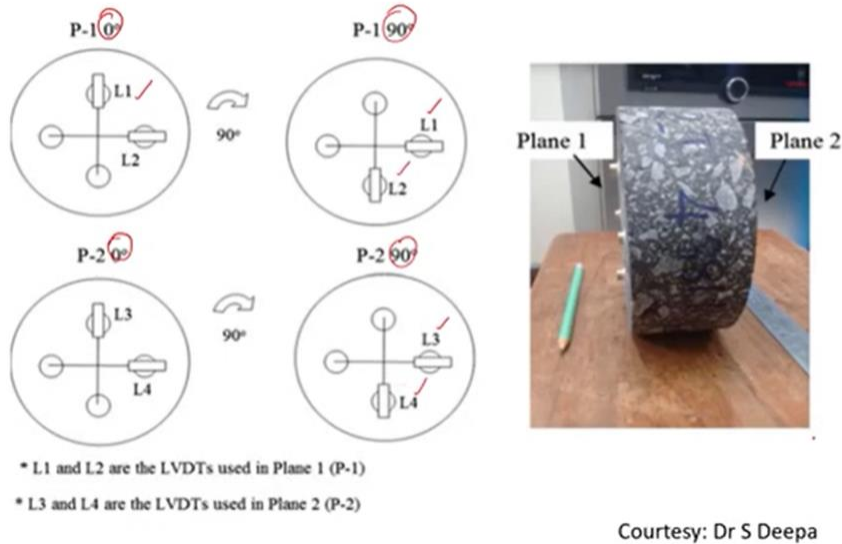 P-1 0° P-1 90°
L1
L2
90°
L1
L2
Plane 1
Plane 2
P-2 0° P-2 90°
L3
L4
90°
L3
L4
* L1 and L2 are the LVDTs used in Plane 1 (P-1)
* L3 and L4 are the LVDTs used in Plane 2 (P-2)
Courtesy: Dr S Deepa